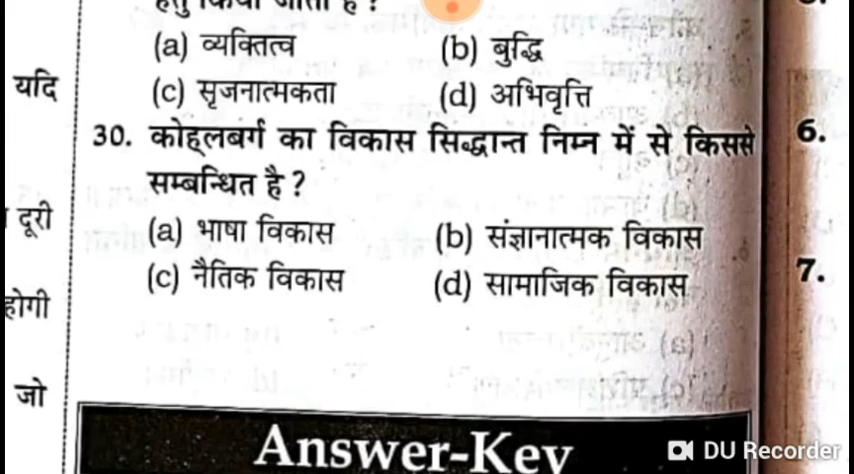 हेतु किया जाता है ?
(a) व्यक्तित्व (b) बुद्धि
(c) सृजनात्मकता (d) अभिवृत्ति
30. कोह्लबर्ग का विकास सिद्धान्त निम्न में से किससे
सम्बन्धित है ?
(a) भाषा विकास (b) संज्ञानात्मक विकास
(c) नैतिक विकास (d) सामाजिक विकास
Answer-Key
यदि
दूरी
होगी
जो
6.
7.
DU Recorder